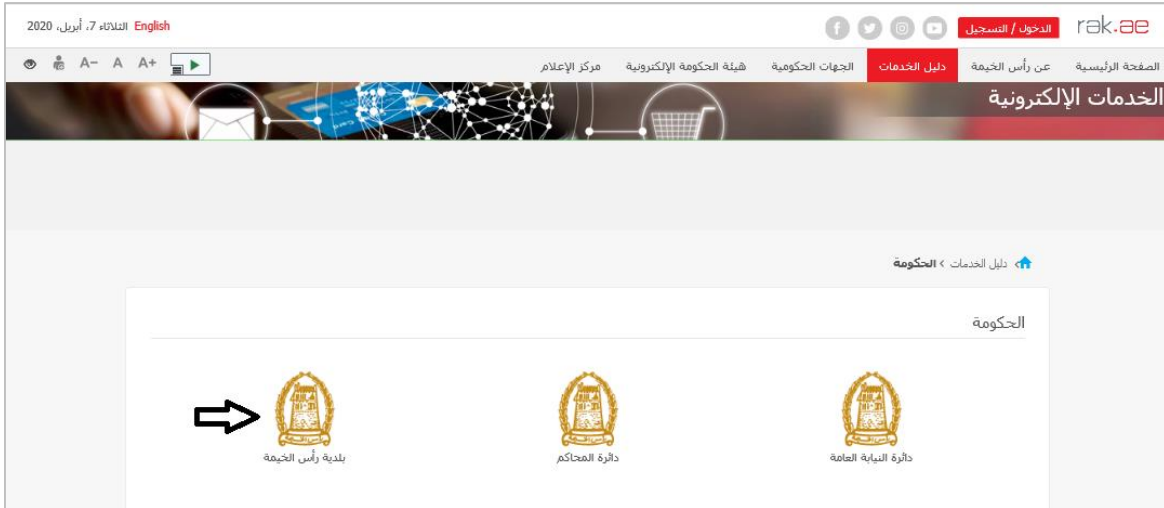 rak.ae
الدخول / التسجيل
English الثلاثاء 7، أبريل، 2020
الصفحة الرئيسية عن رأس الخيمة دليل الخدمات الجهات الحكومية هيئة الحكومة الإلكترونية مركز الإعلام
A+ A A-
الخدمات الإلكترونية
دليل الخدمات > الحكومة
الحكومة
دائرة النيابة العامة دائرة المحاكم بلدية رأس الخيمة